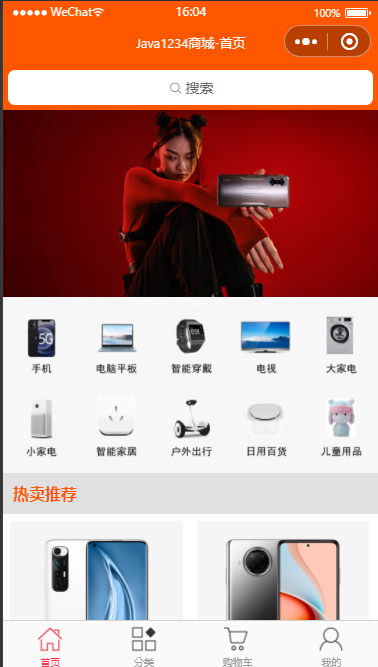 WeChat 16:04 100%
Java1234商城-首页
搜索
手机 电脑平板 智能穿戴 电视 大家电
小家电 智能家居 户外出行 日用百货 儿童用品
热卖推荐
首页 分类 购物车 我的